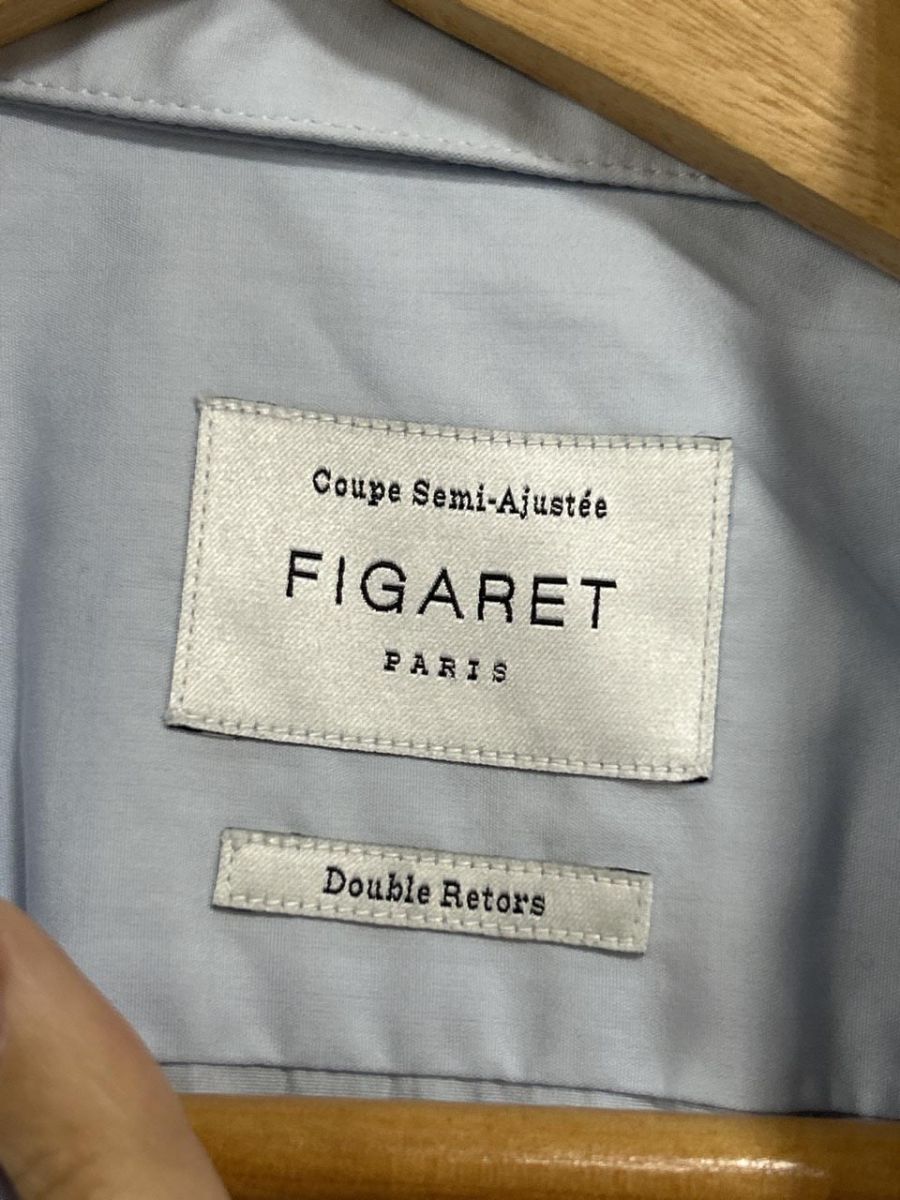 Coupe Semi-Ajustée
FIGARET
PARIS
Double Retors